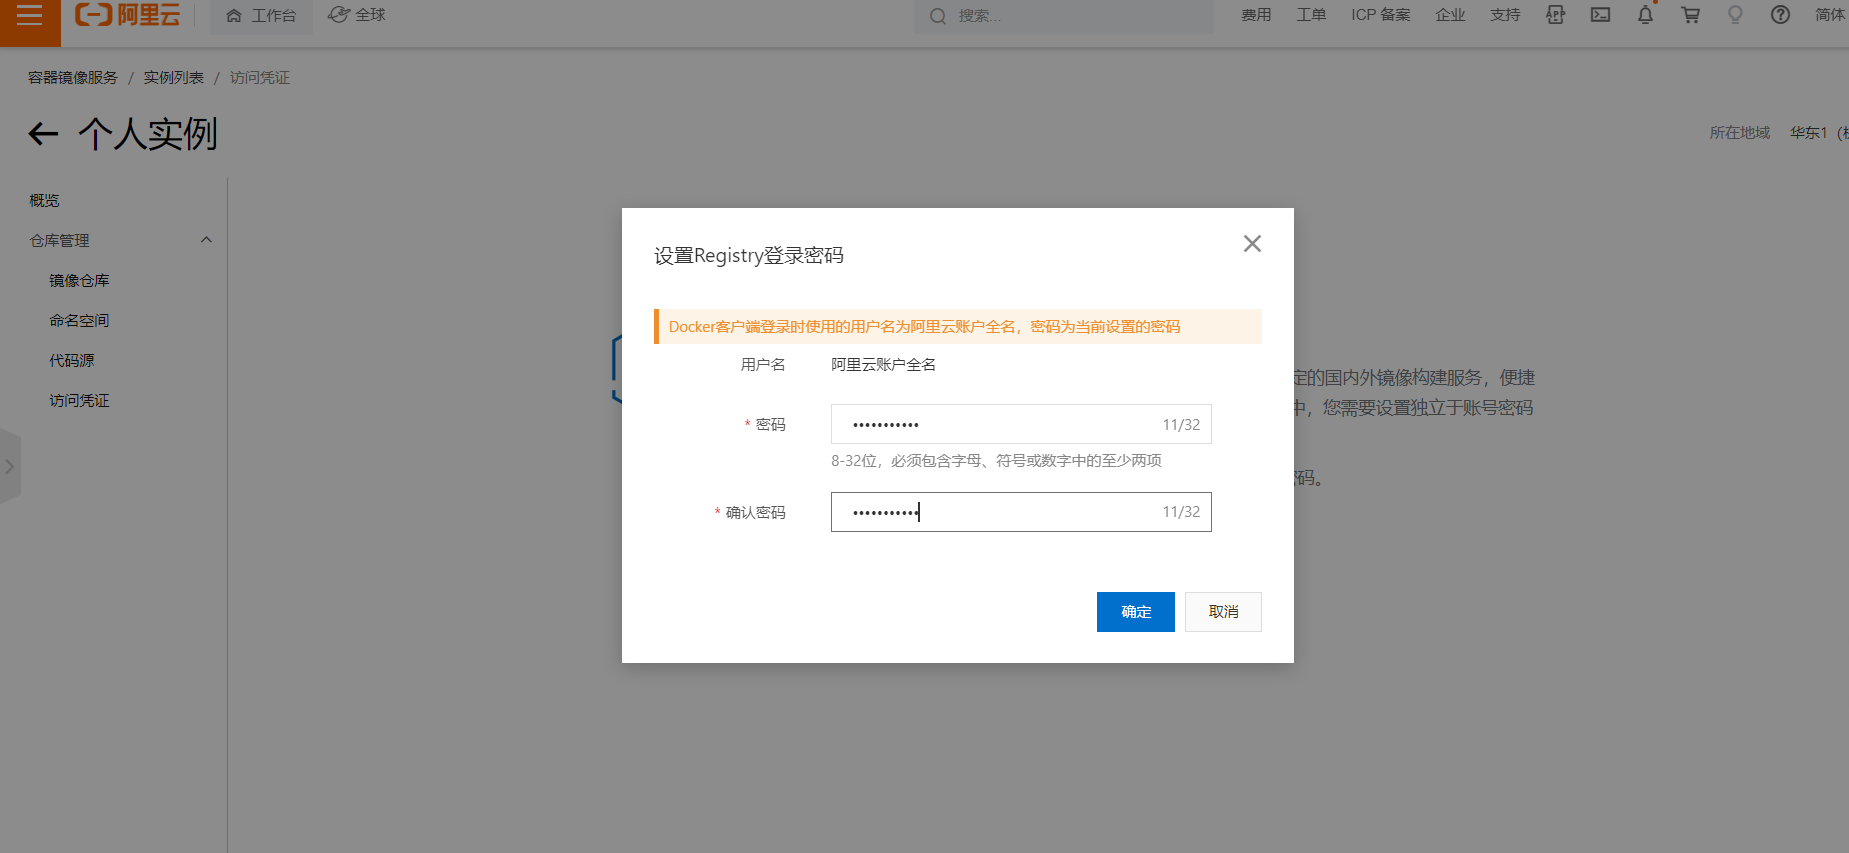 阿里云 工作台 全球 搜索... 费用 工单 ICP 备案 企业 支持 APP 简体
容器镜像服务 / 实例列表 / 访问凭证
个人实例
所在地域 华东1
概览
仓库管理
镜像仓库
命名空间
代码源
访问凭证
设置Registry登录密码
Docker客户端登录时使用的用户名为阿里云账户全名，密码为当前设置的密码
用户名 阿里云账户全名
* 密码 ••••••••••• 11/32
8-32位，必须包含字母、符号或数字中的至少两项
* 确认密码 ••••••••••• 11/32
确定 取消
定的国内外镜像构建服务，便捷
中，您需要设置独立于账号密码
码。